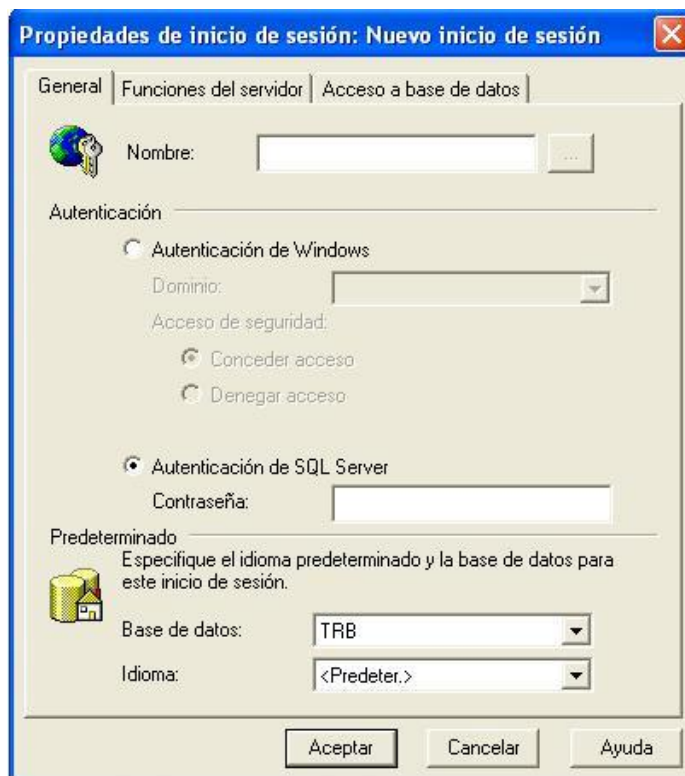 Propiedades de inicio de sesión: Nuevo inicio de sesión
General Funciones del servidor Acceso a base de datos
Nombre: ...
Autenticación
Autenticación de Windows
Dominio:
Acceso de seguridad:
Conceder acceso
Denegar acceso
Autenticación de SQL Server
Contraseña:
Predeterminado
Especifique el idioma predeterminado y la base de datos para
este inicio de sesión.
Base de datos: TRB
Idioma: <Predeter.>
Aceptar Cancelar Ayuda